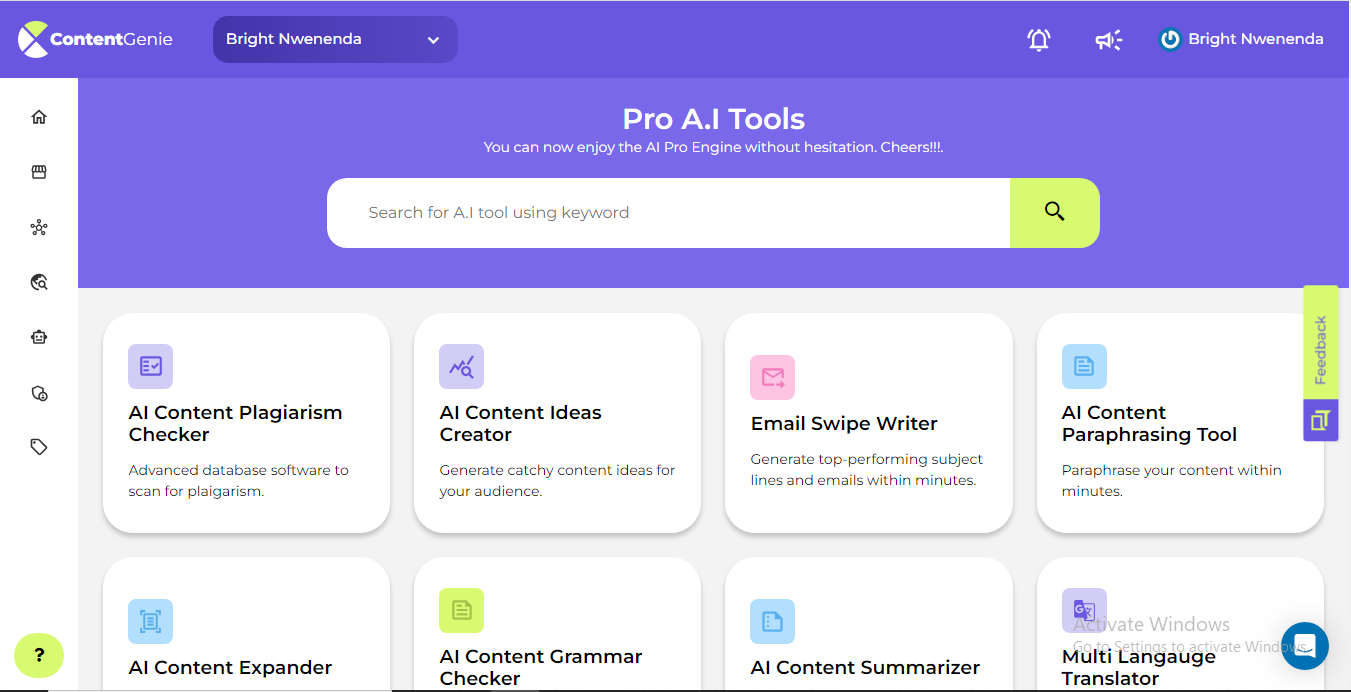 ContentGenie
Bright Nwenenda
Bright Nwenenda
Pro A.I Tools
You can now enjoy the AI Pro Engine without hesitation. Cheers!!!.
Search for A.I tool using keyword
Feedback
AI Content Plagiarism
Checker
Advanced database software to
scan for plaigarism.
AI Content Ideas
Creator
Generate catchy content ideas for
your audience.
Email Swipe Writer
Generate top-performing subject
lines and emails within minutes.
AI Content
Paraphrasing Tool
Paraphrase your content within
minutes.
AI Content Expander
AI Content Grammar
Checker
AI Content Summarizer
Multi Langauge
Translator
Activate Windows
Go to Settings to activate Windows.
?